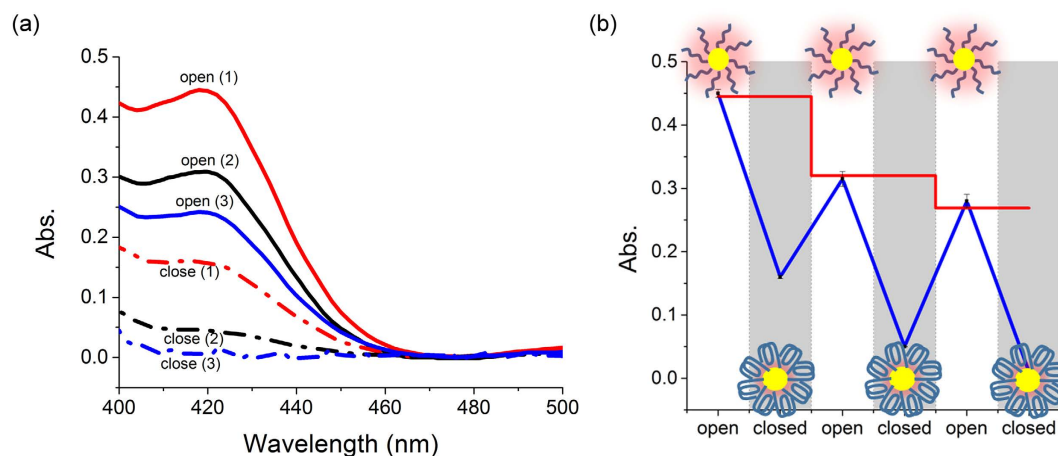 (a)
0.5
0.4
0.3
0.2
0.1
0.0
Abs.
open (1)
open (2)
open (3)
close (1)
close (2)
close (3)
400 420 440 460 480 500
Wavelength (nm)
(b)
0.5
0.4
0.3
0.2
0.1
0.0
Abs.
open closed open closed open closed